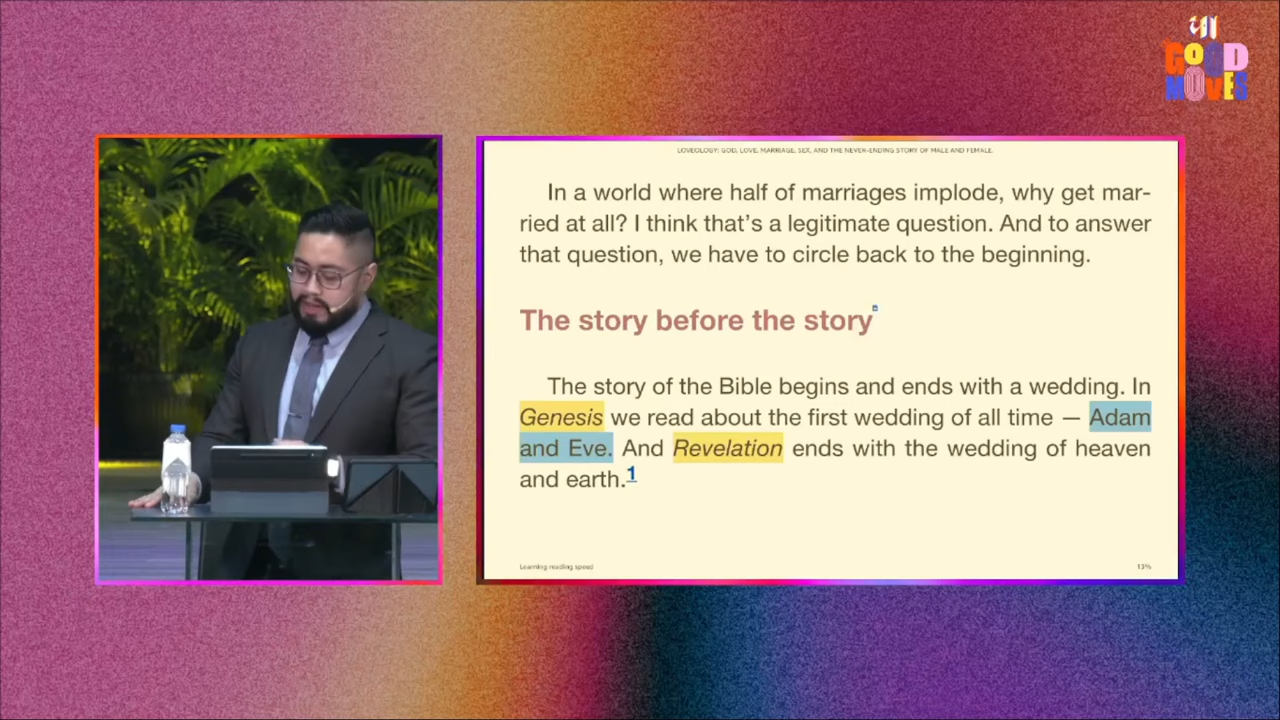 GOOD
MOVES
LOVEOLOGY: GOD, LOVE, MARRIAGE, SEX, AND THE NEVER-ENDING STORY OF MALE AND FEMALE.
In a world where half of marriages implode, why get mar-
ried at all? I think that’s a legitimate question. And to answer
that question, we have to circle back to the beginning.
The story before the story
The story of the Bible begins and ends with a wedding. In
Genesis we read about the first wedding of all time — Adam
and Eve. And Revelation ends with the wedding of heaven
and earth.1
Learning reading speed
13%